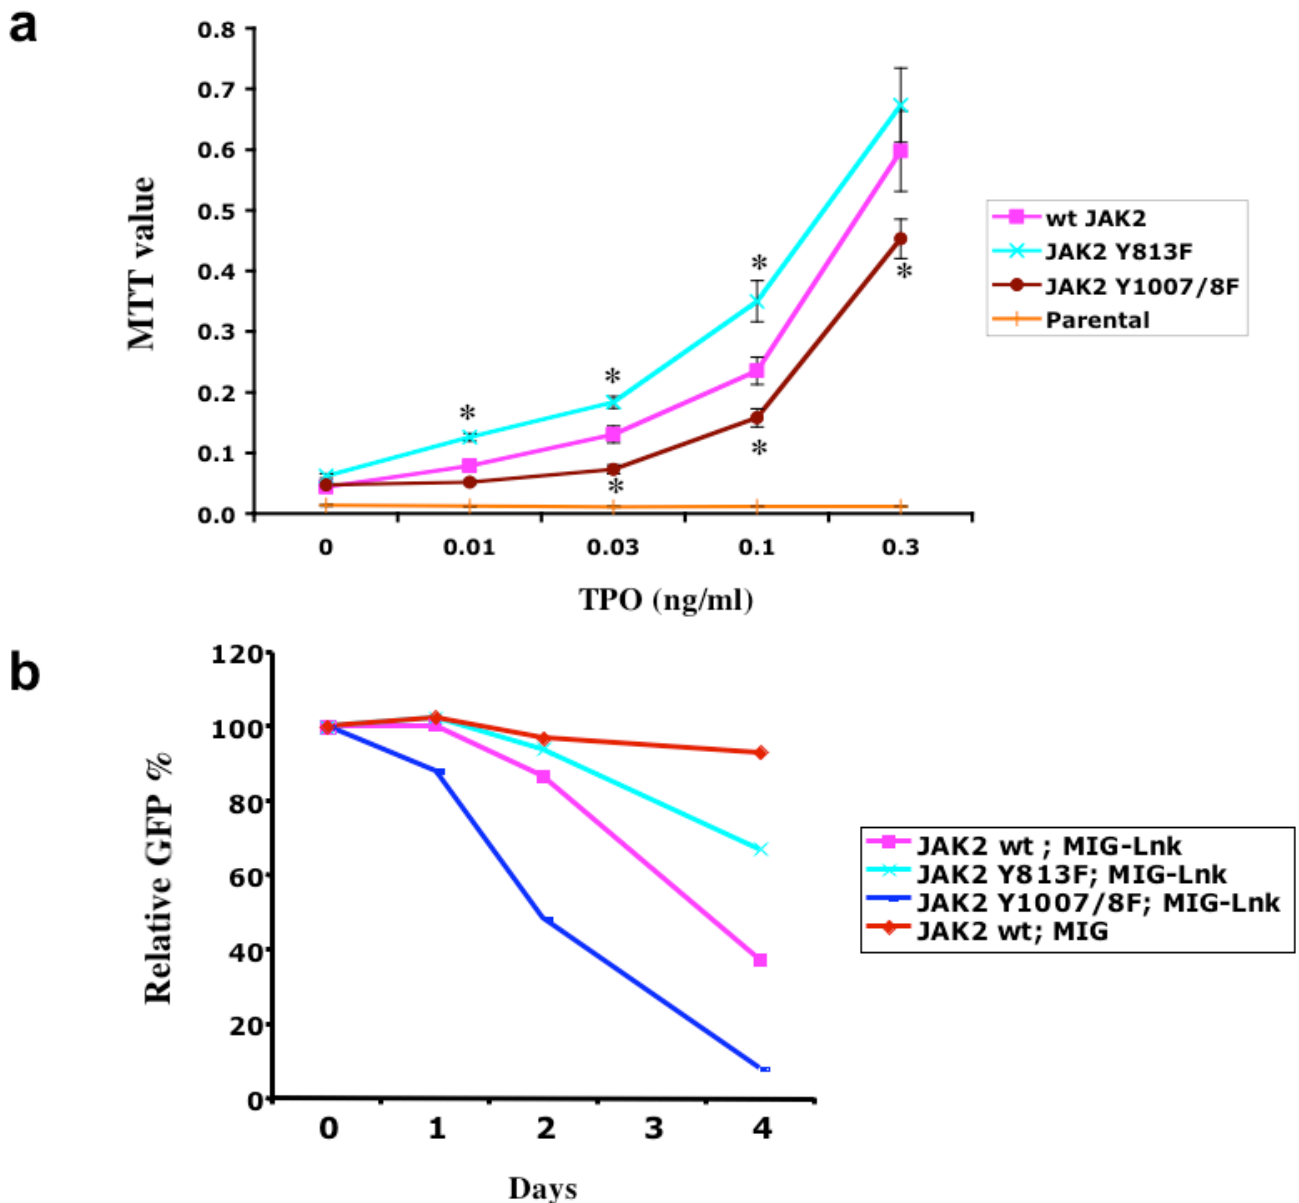 a
0.8
0.7
0.6
0.5
0.4
0.3
0.2
0.1
0.0
MTT value
* * * * * *
0 0.01 0.03 0.1 0.3
TPO (ng/ml)
wt JAK2
JAK2 Y813F
JAK2 Y1007/8F
Parental
b
120
100
80
60
40
20
0
Relative GFP %
0 1 2 3 4
Days
JAK2 wt ; MIG-Lnk
JAK2 Y813F; MIG-Lnk
JAK2 Y1007/8F; MIG-Lnk
JAK2 wt; MIG